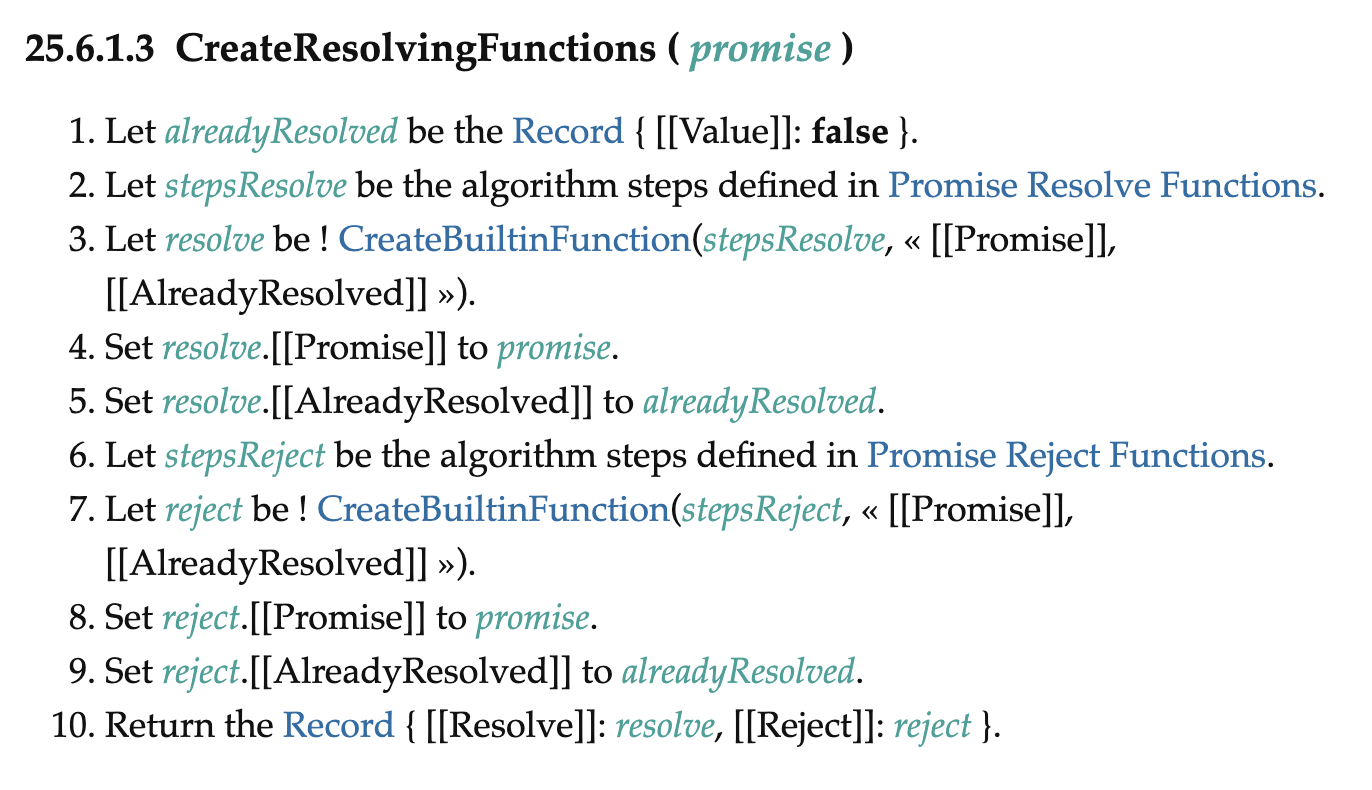 25.6.1.3 CreateResolvingFunctions ( promise )
1. Let alreadyResolved be the Record { [[Value]]: false }.
2. Let stepsResolve be the algorithm steps defined in Promise Resolve Functions.
3. Let resolve be ! CreateBuiltinFunction(stepsResolve, « [[Promise]],
[[AlreadyResolved]] »).
4. Set resolve.[[Promise]] to promise.
5. Set resolve.[[AlreadyResolved]] to alreadyResolved.
6. Let stepsReject be the algorithm steps defined in Promise Reject Functions.
7. Let reject be ! CreateBuiltinFunction(stepsReject, « [[Promise]],
[[AlreadyResolved]] »).
8. Set reject.[[Promise]] to promise.
9. Set reject.[[AlreadyResolved]] to alreadyResolved.
10. Return the Record { [[Resolve]]: resolve, [[Reject]]: reject }.